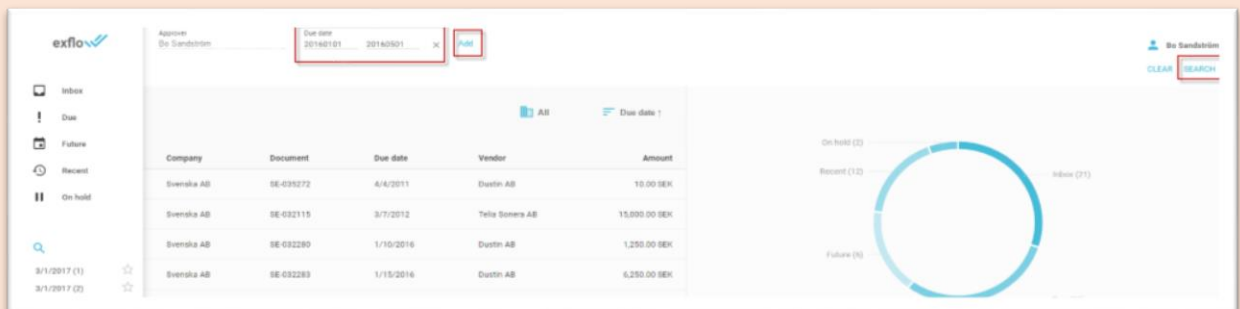 exflow
Approver
Bo Sandström
Due date
20160101 20160501 × Add
Bo Sandström
CLEAR SEARCH
Inbox
Due
Future
Recent
On hold
3/1/2017 (1)
3/1/2017 (2)
All Due date ↑
Company Document Due date Vendor Amount
Svenska AB SE-035272 4/4/2011 Dustin AB 10.00 SEK
Svenska AB SE-032115 3/7/2012 Telia Sonera AB 15,000.00 SEK
Svenska AB SE-032280 1/10/2016 Dustin AB 1,250.00 SEK
Svenska AB SE-032283 1/15/2016 Dustin AB 6,250.00 SEK
On hold (2)
Recent (12)
Inbox (21)
Future (6)